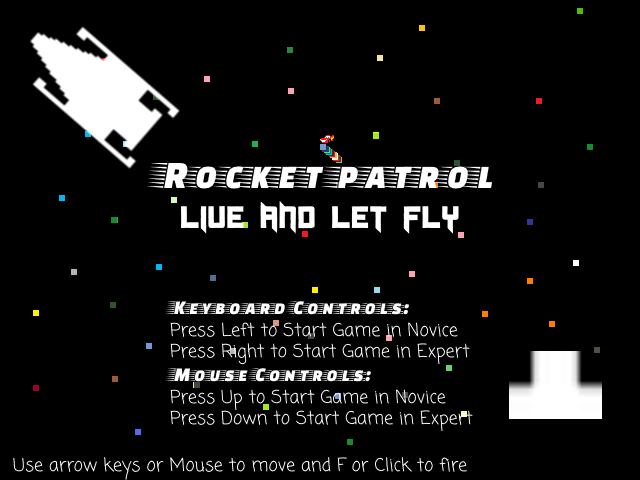 ROCKET PATROL
LIVE AND LET FLY
KEYBOARD CONTROLS:
Press Left to Start Game in Novice
Press Right to Start Game in Expert
MOUSE CONTROLS:
Press Up to Start Game in Novice
Press Down to Start Game in Expert
Use arrow keys or Mouse to move and F or Click to fire